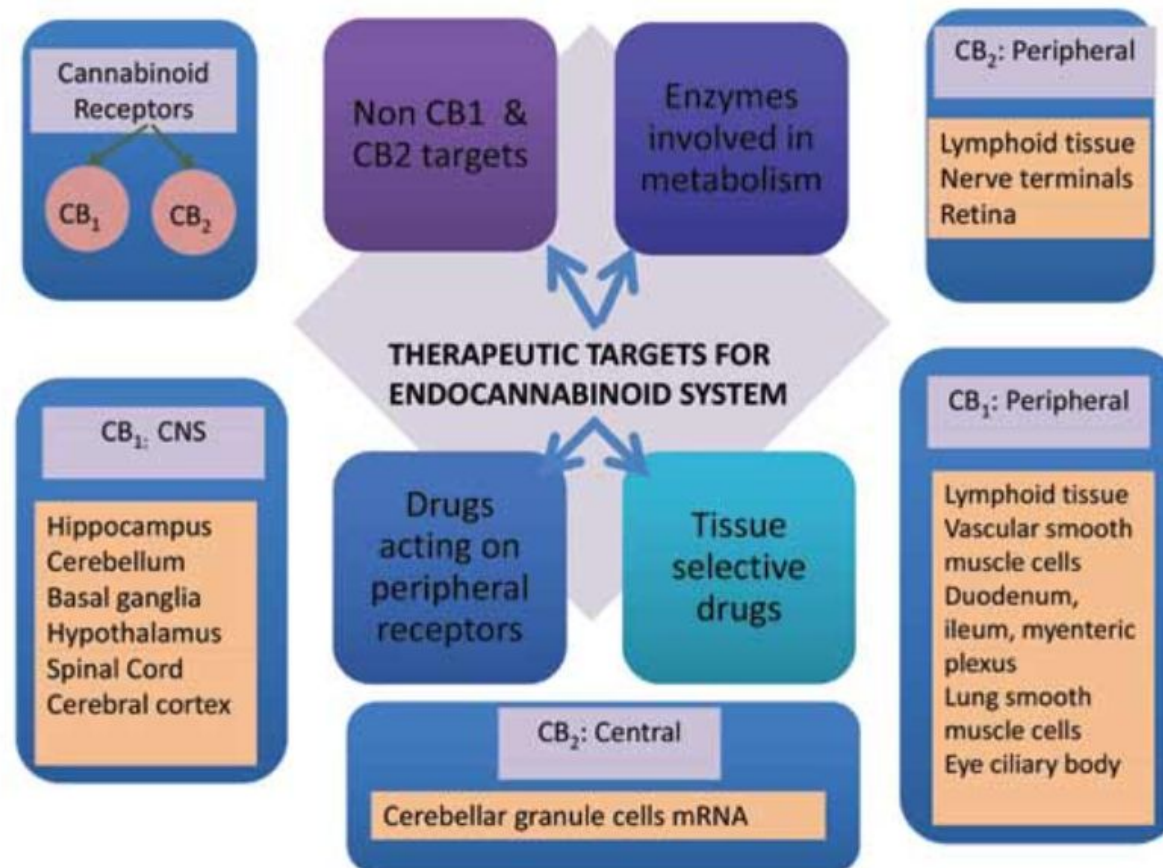 Cannabinoid
Receptors
CB₁
CB₂
Non CB1 &
CB2 targets
Enzymes
involved in
metabolism
CB₂: Peripheral
Lymphoid tissue
Nerve terminals
Retina
THERAPEUTIC TARGETS FOR
ENDOCANNABINOID SYSTEM
CB₁: CNS
Hippocampus
Cerebellum
Basal ganglia
Hypothalamus
Spinal Cord
Cerebral cortex
Drugs
acting on
peripheral
receptors
Tissue
selective
drugs
CB₁: Peripheral
Lymphoid tissue
Vascular smooth
muscle cells
Duodenum,
ileum, myenteric
plexus
Lung smooth
muscle cells
Eye ciliary body
CB₂: Central
Cerebellar granule cells mRNA